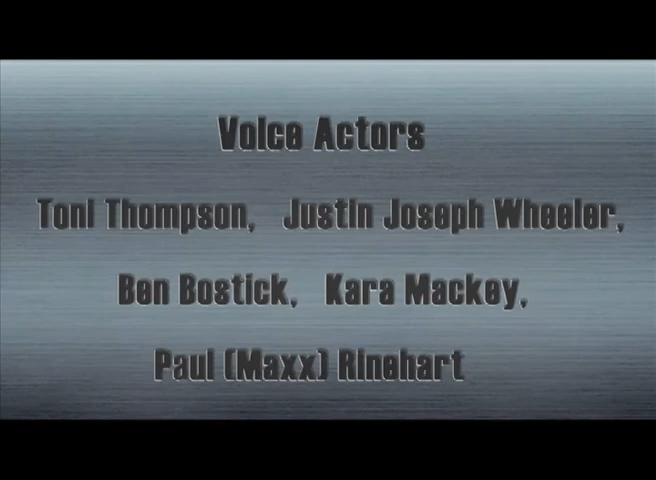 Voice Actors
Toni Thompson, Justin Joseph Wheeler,
Ben Bostick, Kara Mackey,
Paul (Maxx) Rinehart